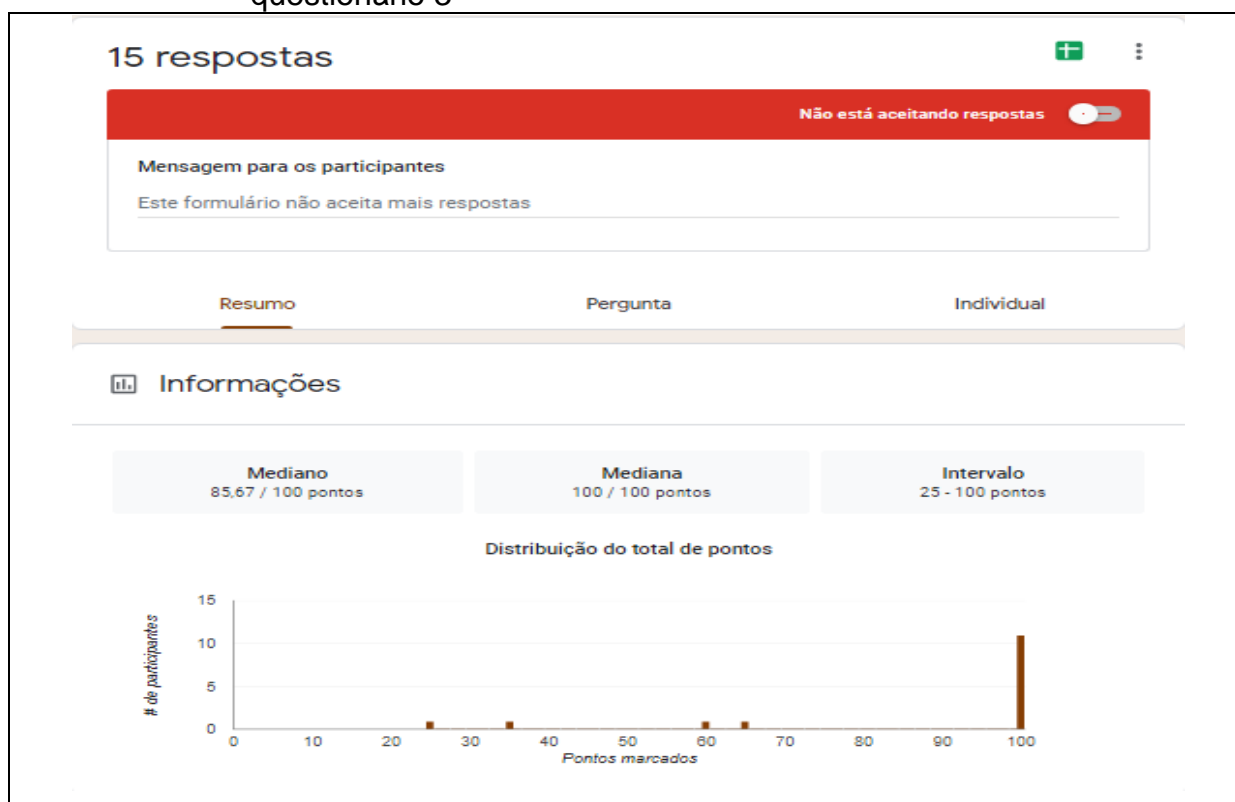 15 respostas
Não está aceitando respostas
Mensagem para os participantes
Este formulário não aceita mais respostas
Resumo Pergunta Individual
Informações
Mediano Mediana Intervalo
85,67 / 100 pontos 100 / 100 pontos 25 - 100 pontos
Distribuição do total de pontos
# de participantes
15
10
5
0
0 10 20 30 40 50 60 70 80 90 100
Pontos marcados